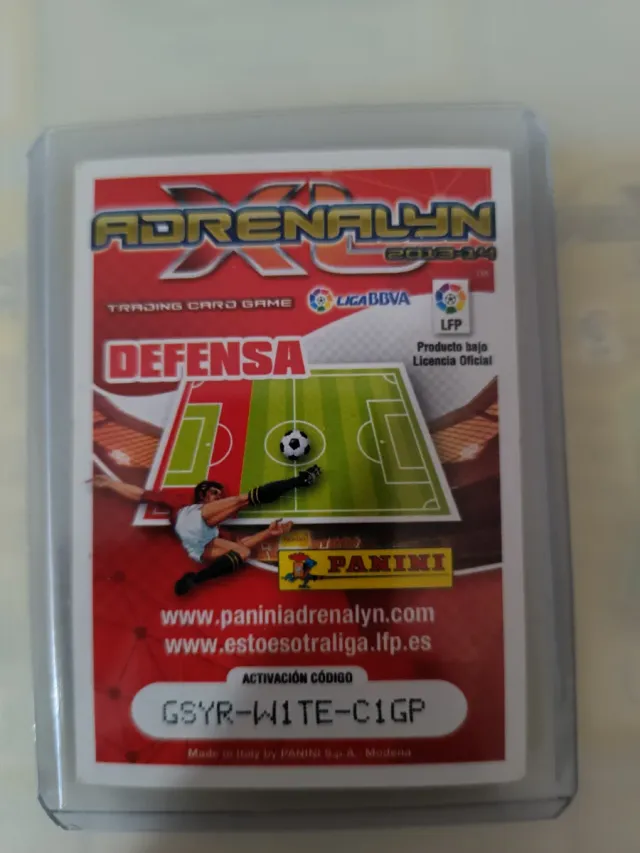 ADRENALYN
XL
2013-14
TM
TRADING CARD GAME
LIGA BBVA
LFP
Producto bajo
Licencia Oficial
DEFENSA
PANINI
www.paniniadrenalyn.com
www.estoesotraliga.lfp.es
ACTIVACIÓN CÓDIGO
GSYR-W1TE-C1GP
Made in Italy by PANINI S.p.A. - Modena